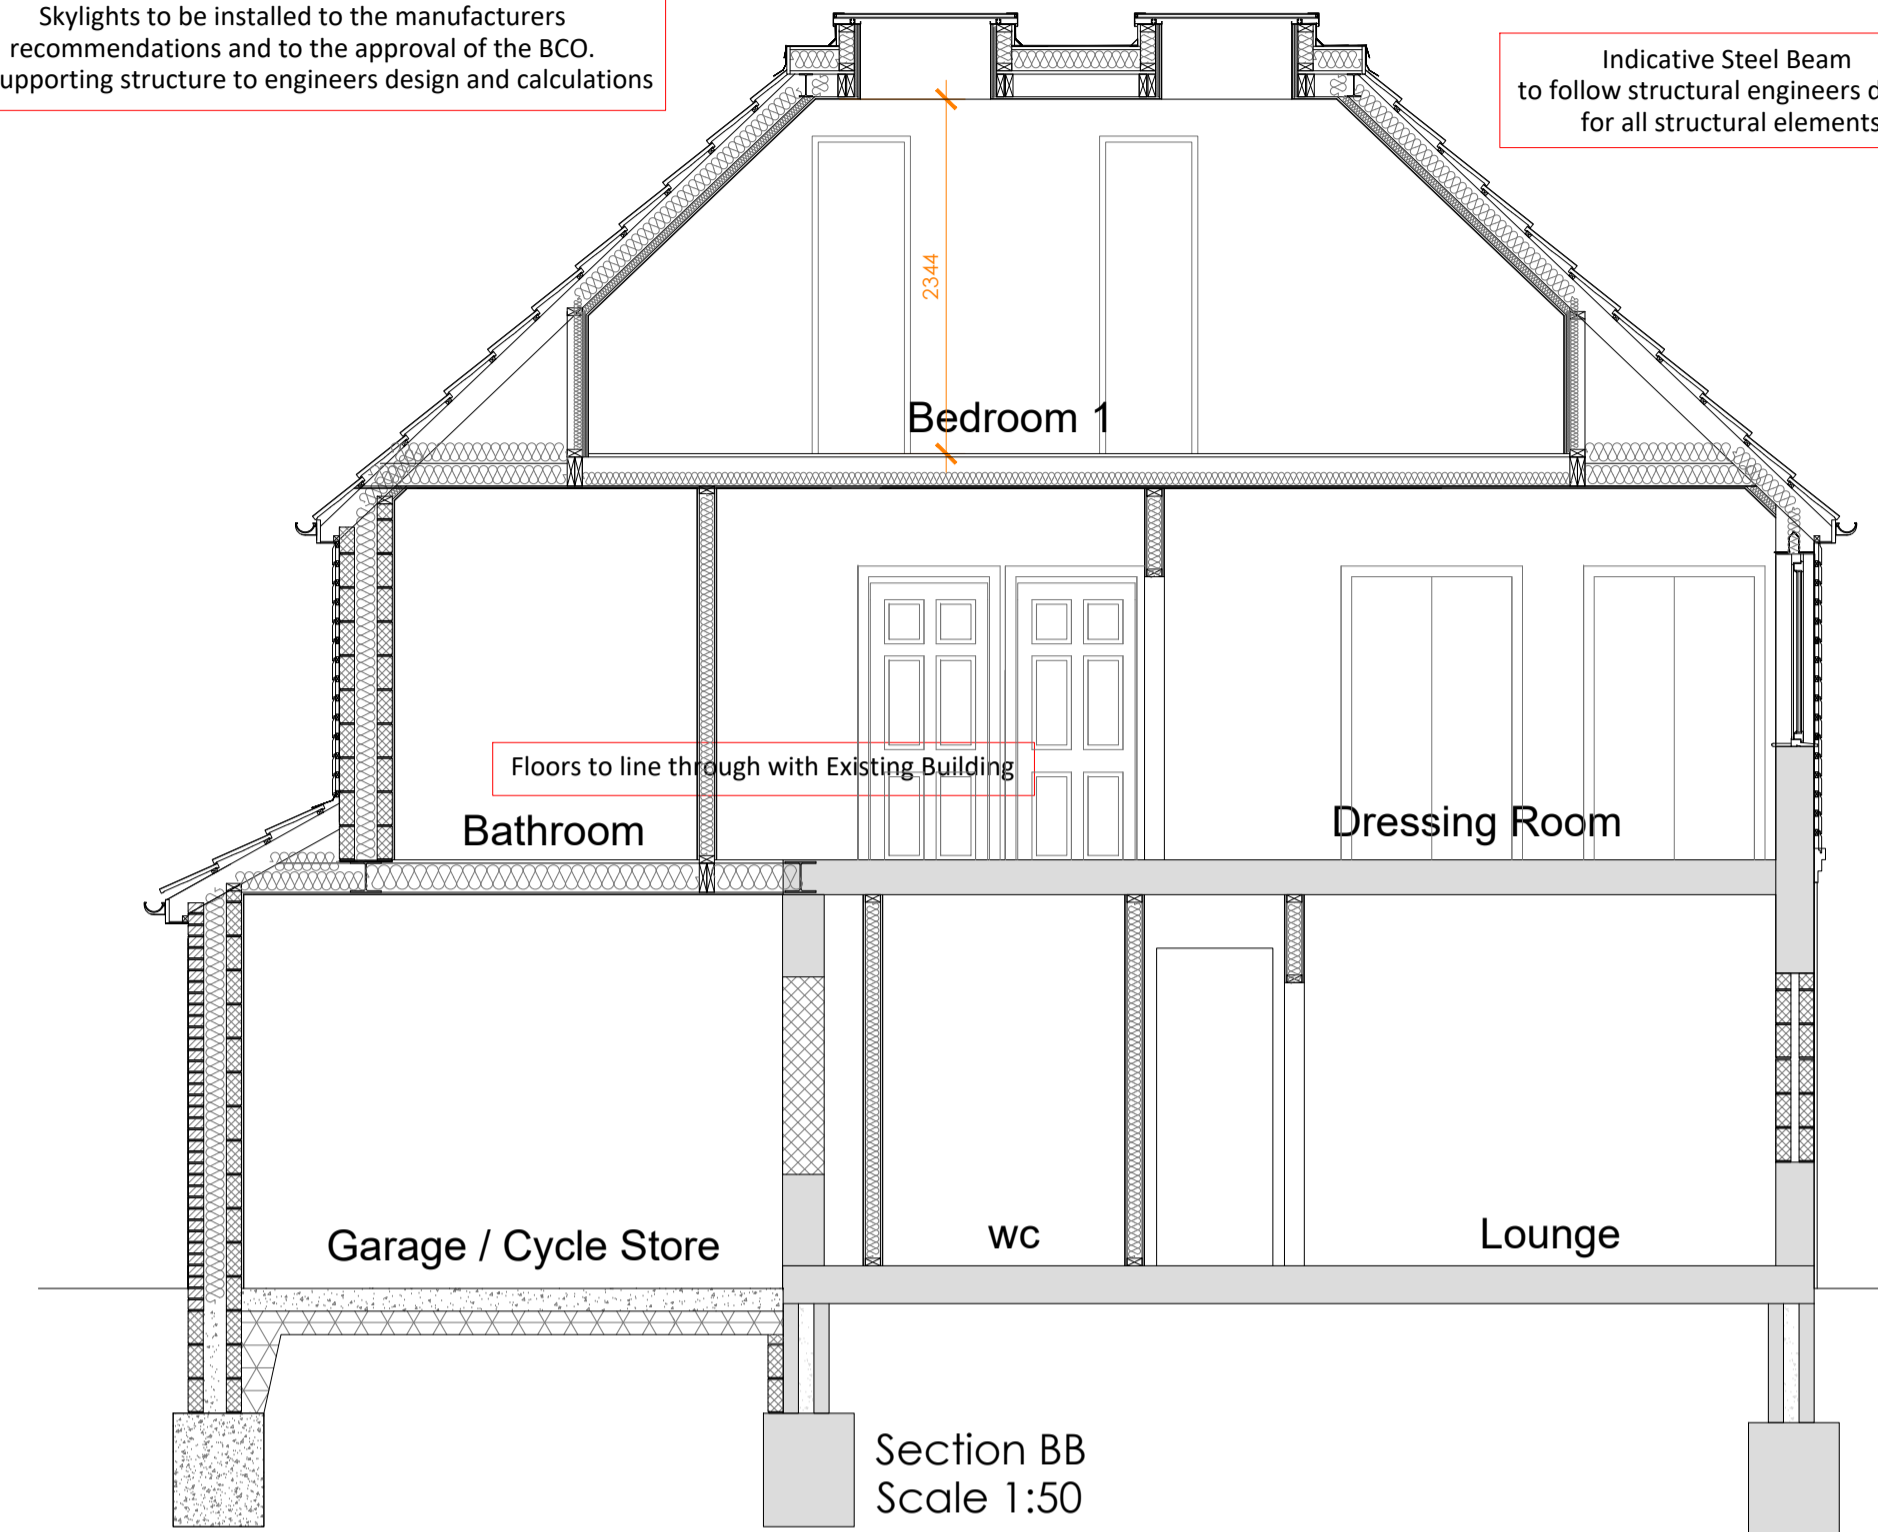 Skylights to be installed to the manufacturers
recommendations and to the approval of the BCO.
upporting structure to engineers design and calculations
Indicative Steel Beam
to follow structural engineers d
for all structural elements
2344
Bedroom 1
Floors to line through with Existing Building
Bathroom
Dressing Room
Garage / Cycle Store
wc
Lounge
Section BB
Scale 1:50